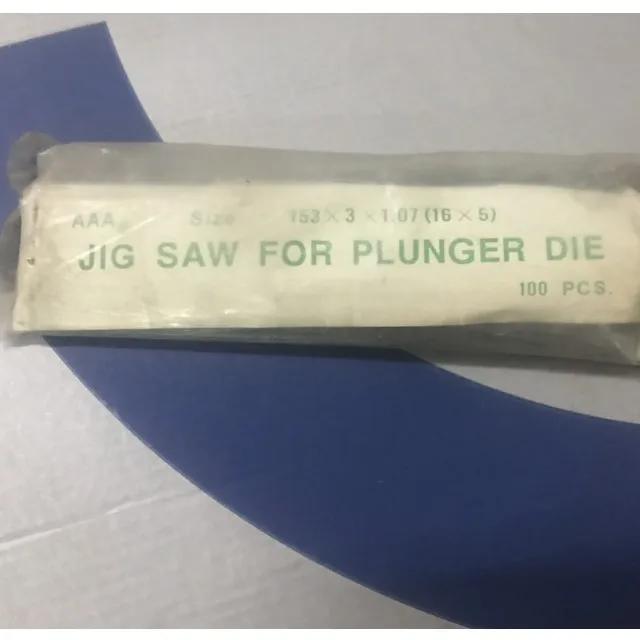 AAA Size 153×3×1.07 (16×5)
JIG SAW FOR PLUNGER DIE
100 PCS.